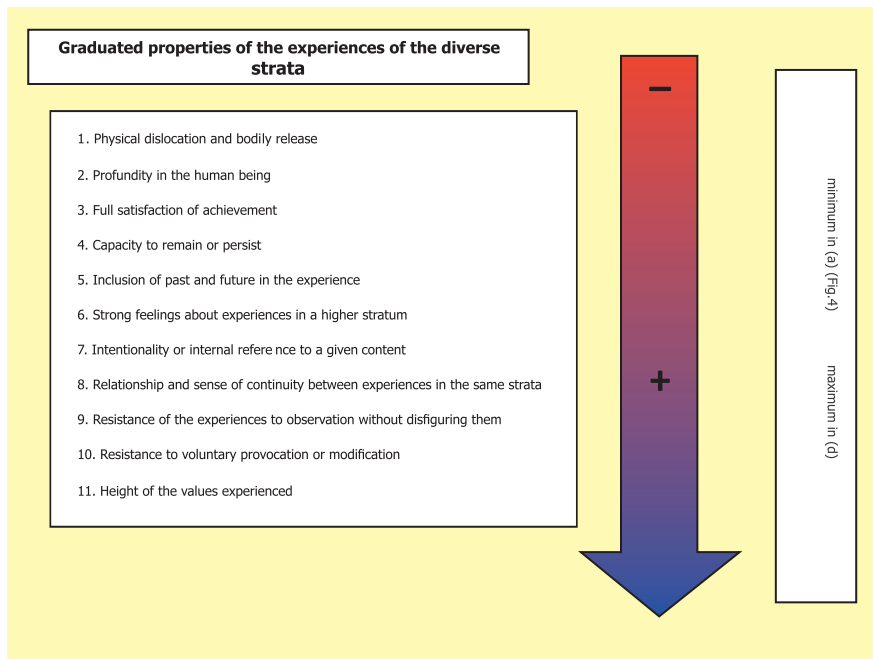 Graduated properties of the experiences of the diverse
strata
1. Physical dislocation and bodily release
2. Profundity in the human being
3. Full satisfaction of achievement
4. Capacity to remain or persist
5. Inclusion of past and future in the experience
6. Strong feelings about experiences in a higher stratum
7. Intentionality or internal refere nce to a given content
8. Relationship and sense of continuity between experiences in the same strata
9. Resistance of the experiences to observation without disfiguring them
10. Resistance to voluntary provocation or modification
11. Height of the values experienced
−
+
minimum in (a) (Fig.4)
maximum in (d)